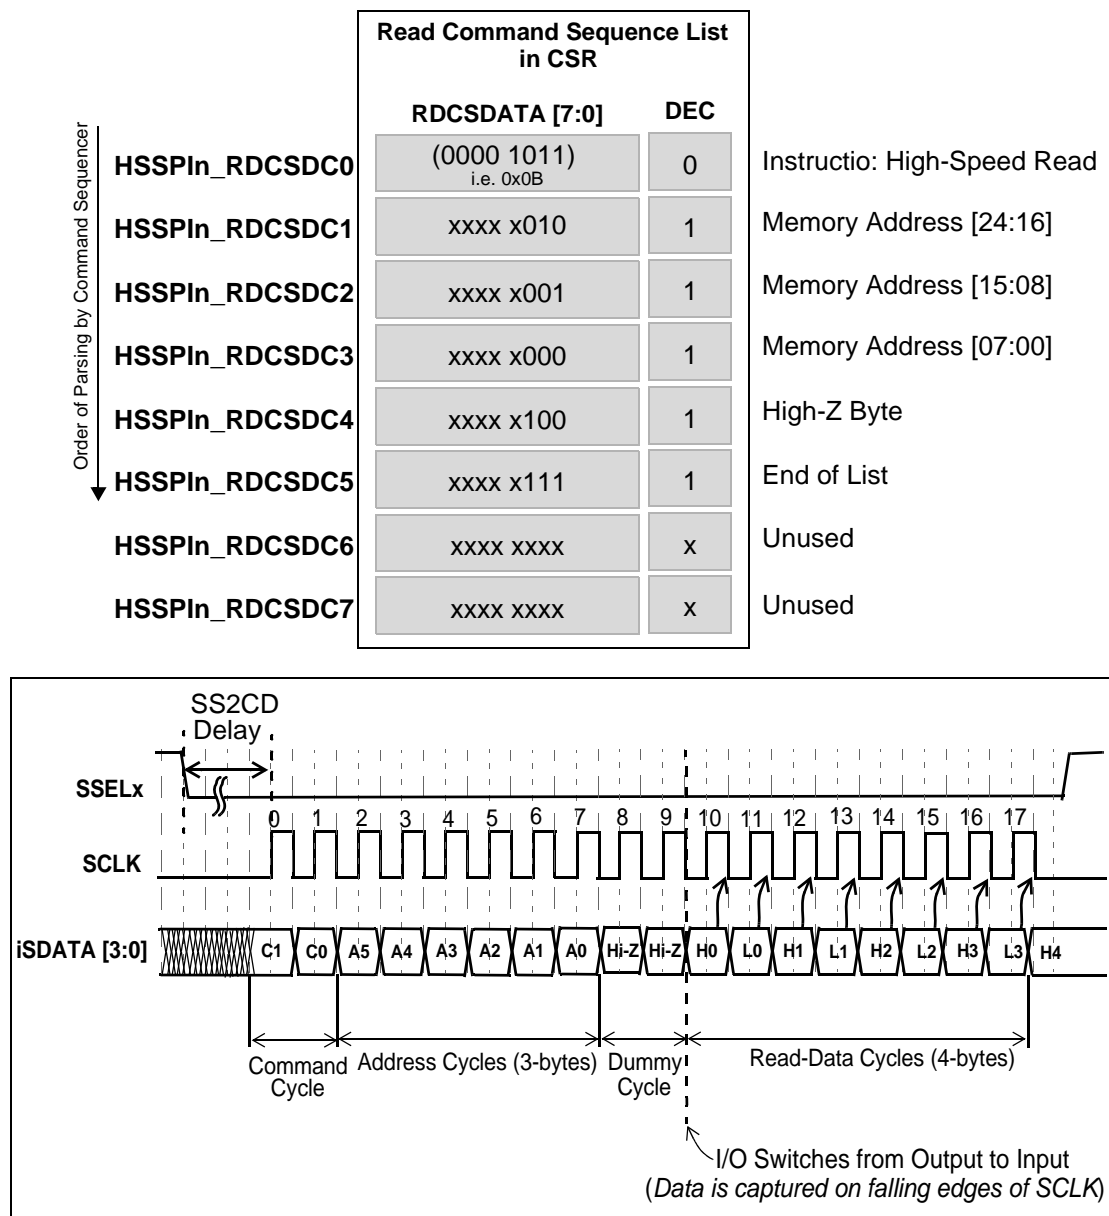 Read Command Sequence List
in CSR
RDCSDATA [7:0] DEC
Order of Parsing by Command Sequencer
HSSPIn_RDCSDC0 (0000 1011) 0 Instructio: High-Speed Read
i.e. 0x0B
HSSPIn_RDCSDC1 xxxx x010 1 Memory Address [24:16]
HSSPIn_RDCSDC2 xxxx x001 1 Memory Address [15:08]
HSSPIn_RDCSDC3 xxxx x000 1 Memory Address [07:00]
HSSPIn_RDCSDC4 xxxx x100 1 High-Z Byte
HSSPIn_RDCSDC5 xxxx x111 1 End of List
HSSPIn_RDCSDC6 xxxx xxxx x Unused
HSSPIn_RDCSDC7 xxxx xxxx x Unused
SS2CD
Delay
SSELx
0 1 2 3 4 5 6 7 8 9 10 11 12 13 14 15 16 17
SCLK
iSDATA [3:0] C1 C0 A5 A4 A3 A2 A1 A0 Hi-Z Hi-Z H0 L0 H1 L1 H2 L2 H3 L3 H4
Command Address Cycles (3-bytes) Dummy Read-Data Cycles (4-bytes)
Cycle Cycle
I/O Switches from Output to Input
(Data is captured on falling edges of SCLK)